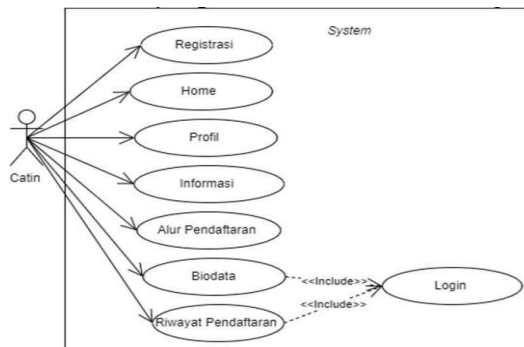 System
Registrasi
Home
Profil
Catin
Informasi
Alur Pendaftaran
Biodata
<<Include>>
Login
<<Include>>
Riwayat Pendaftaran